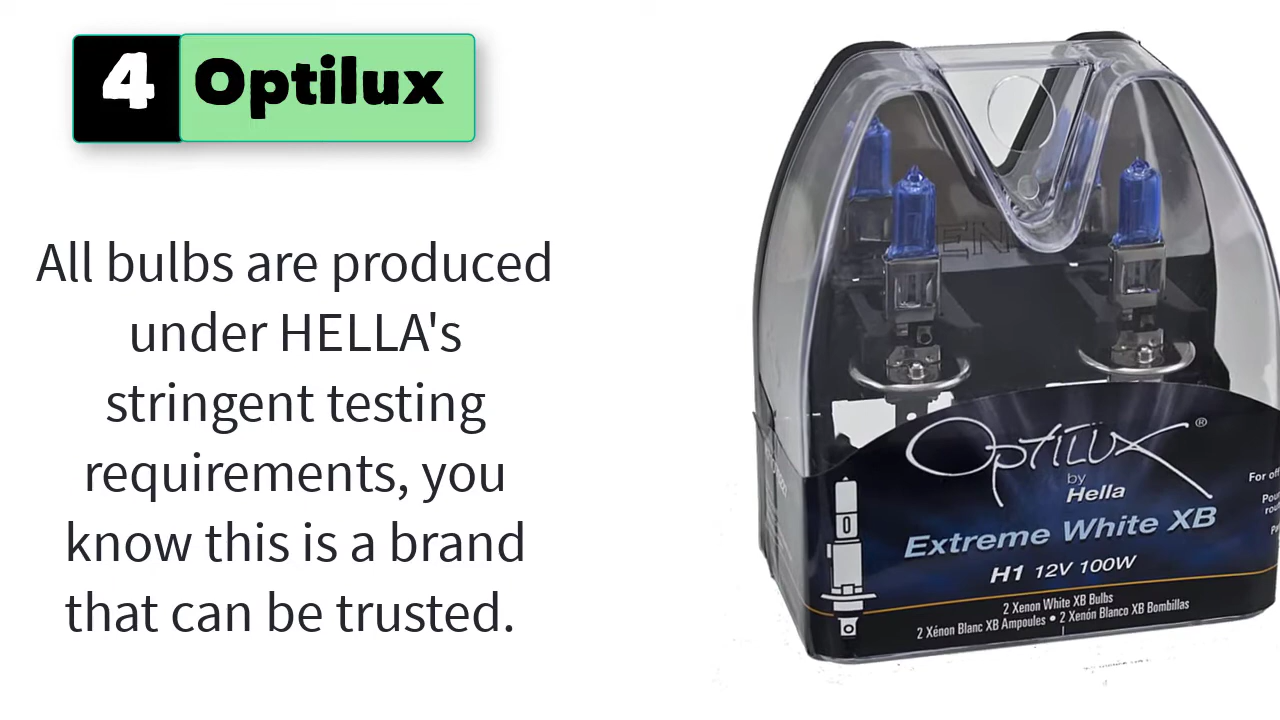 4 Optilux
All bulbs are produced
under HELLA's
stringent testing
requirements, you
know this is a brand
that can be trusted.
OPTILUX®
by
Hella
Extreme White XB
H1 12V 100W
2 Xenon White XB Bulbs
2 Xénon Blanc XB Ampoules • 2 Xenón Blanco XB Bombillas
For off